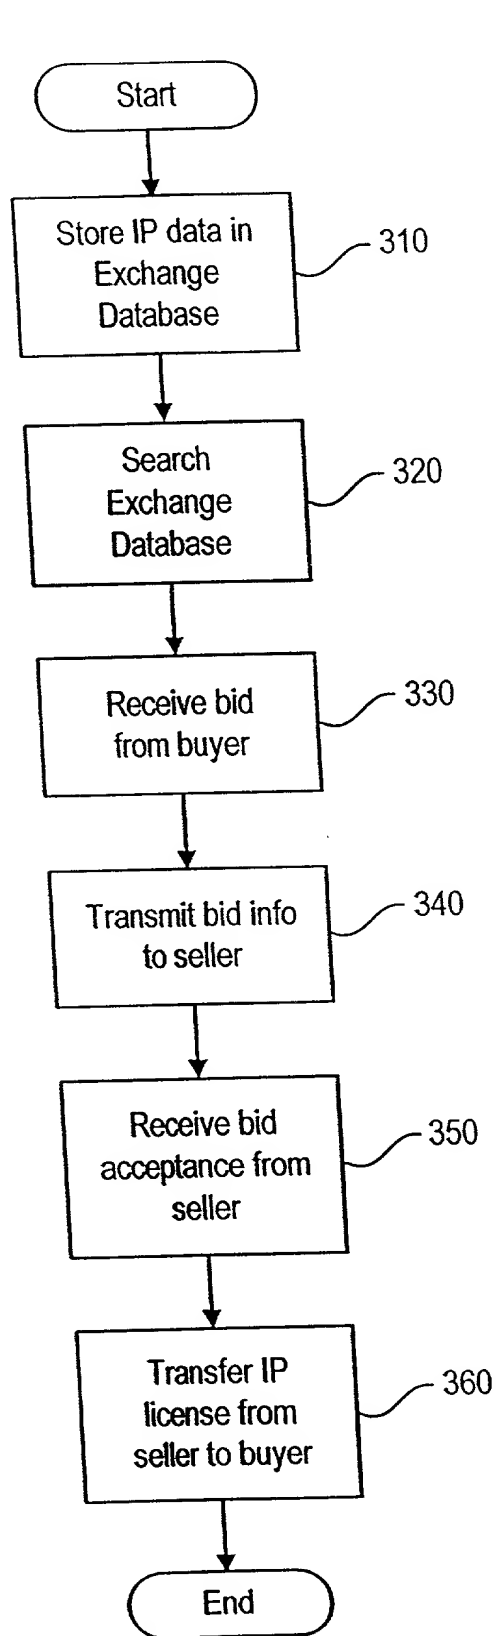 Start
Store IP data in
Exchange
Database
310
Search
Exchange
Database
320
Receive bid
from buyer
330
Transmit bid info
to seller
340
Receive bid
acceptance from
seller
350
Transfer IP
license from
seller to buyer
360
End